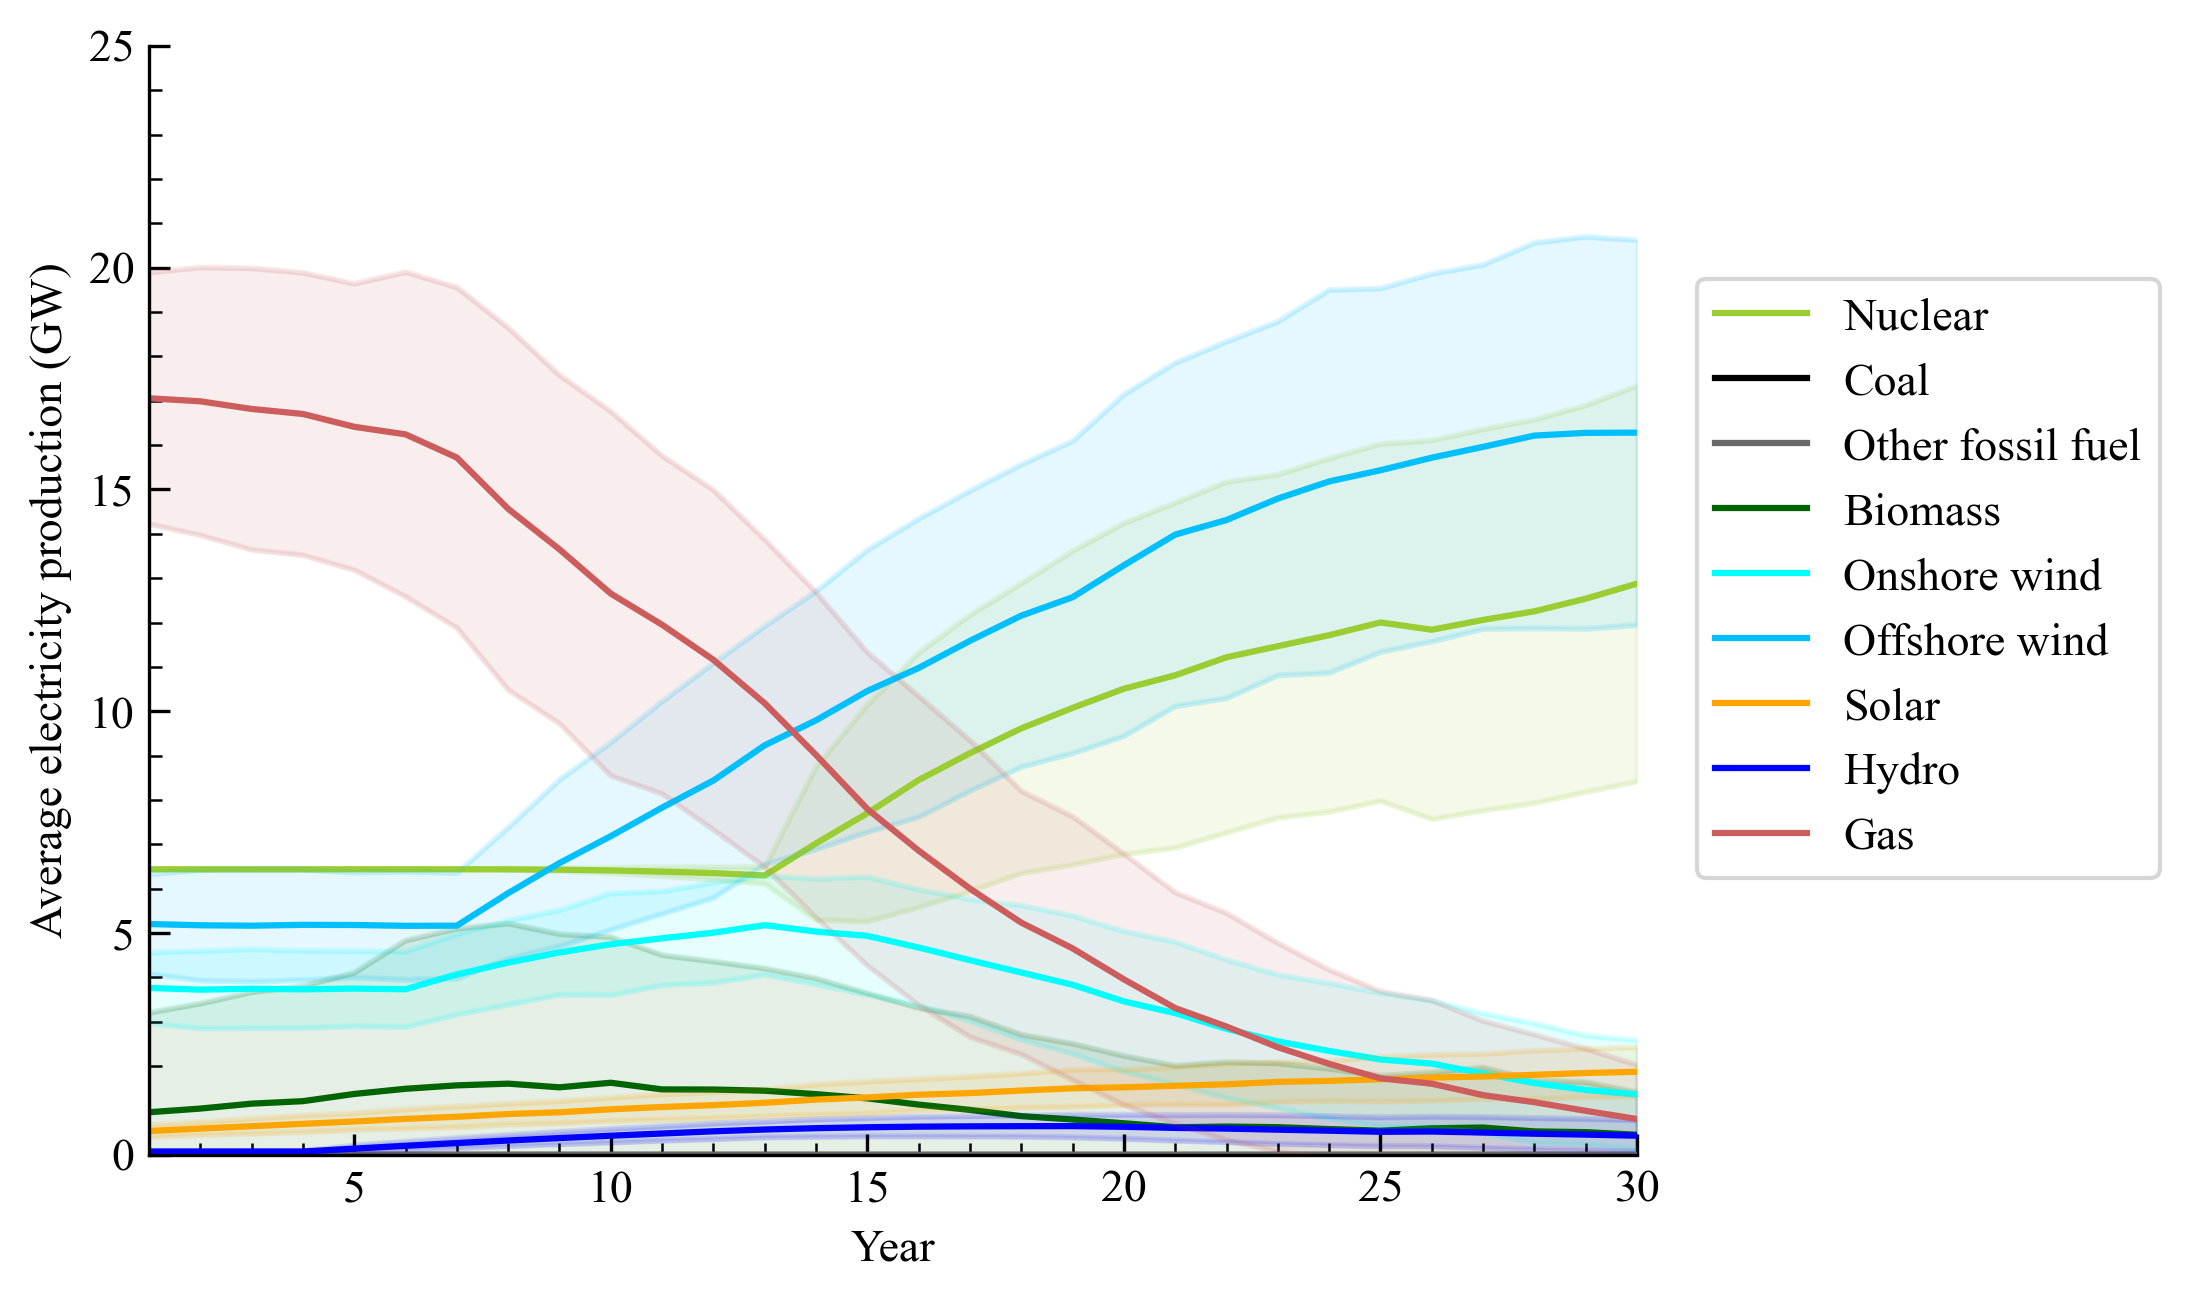 25
20
15
10
5
0
Average electricity production (GW)
5 10 15 20 25 30
Year
Nuclear
Coal
Other fossil fuel
Biomass
Onshore wind
Offshore wind
Solar
Hydro
Gas